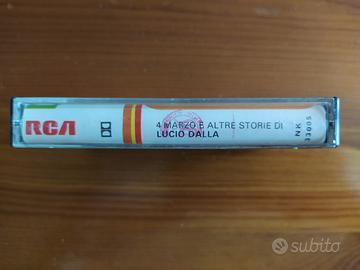 RCA
4 MARZO E ALTRE STORIE DI
LUCIO DALLA
NK
33005
subito